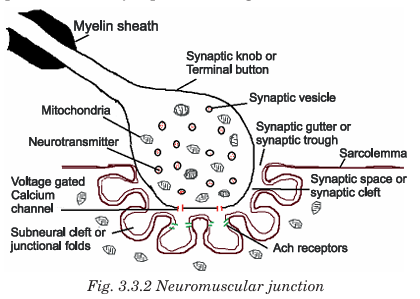 Myelin sheath
Synaptic knob or
Terminal button
Mitochondria
Synaptic vesicle
Neurotransmitter
Synaptic gutter or
synaptic trough
Sarcolemma
Voltage gated
Calcium
channel
Synaptic space or
synaptic cleft
Subneural cleft or
junctional folds
Ach receptors
Fig. 3.3.2 Neuromuscular junction